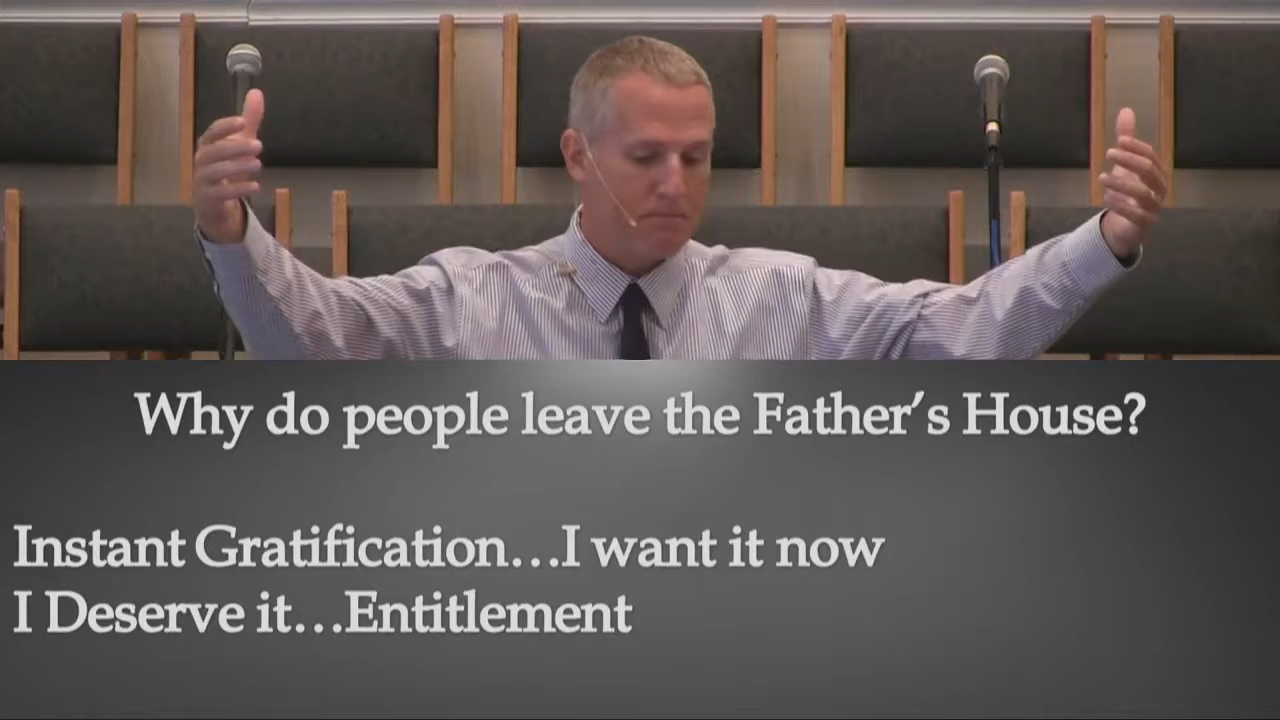 Why do people leave the Father's House?
Instant Gratification...I want it now
I Deserve it...Entitlement